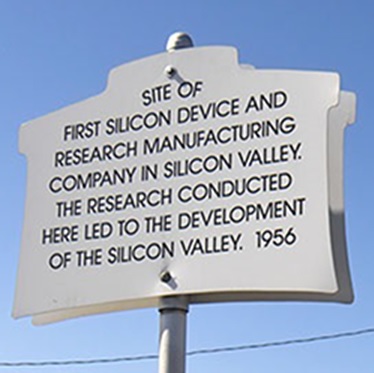 SITE OF
FIRST SILICON DEVICE AND
RESEARCH MANUFACTURING
COMPANY IN SILICON VALLEY.
THE RESEARCH CONDUCTED
HERE LED TO THE DEVELOPMENT
OF THE SILICON VALLEY. 1956